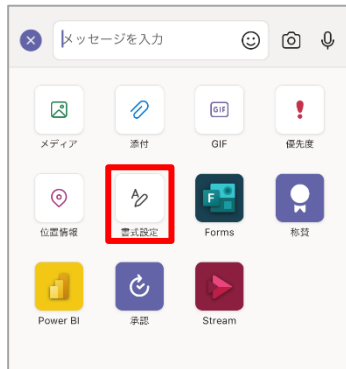 メッセージを入力
GIF
メディア
添付
GIF
優先度
位置情報
書式設定
Forms
称賛
Power BI
承認
Stream